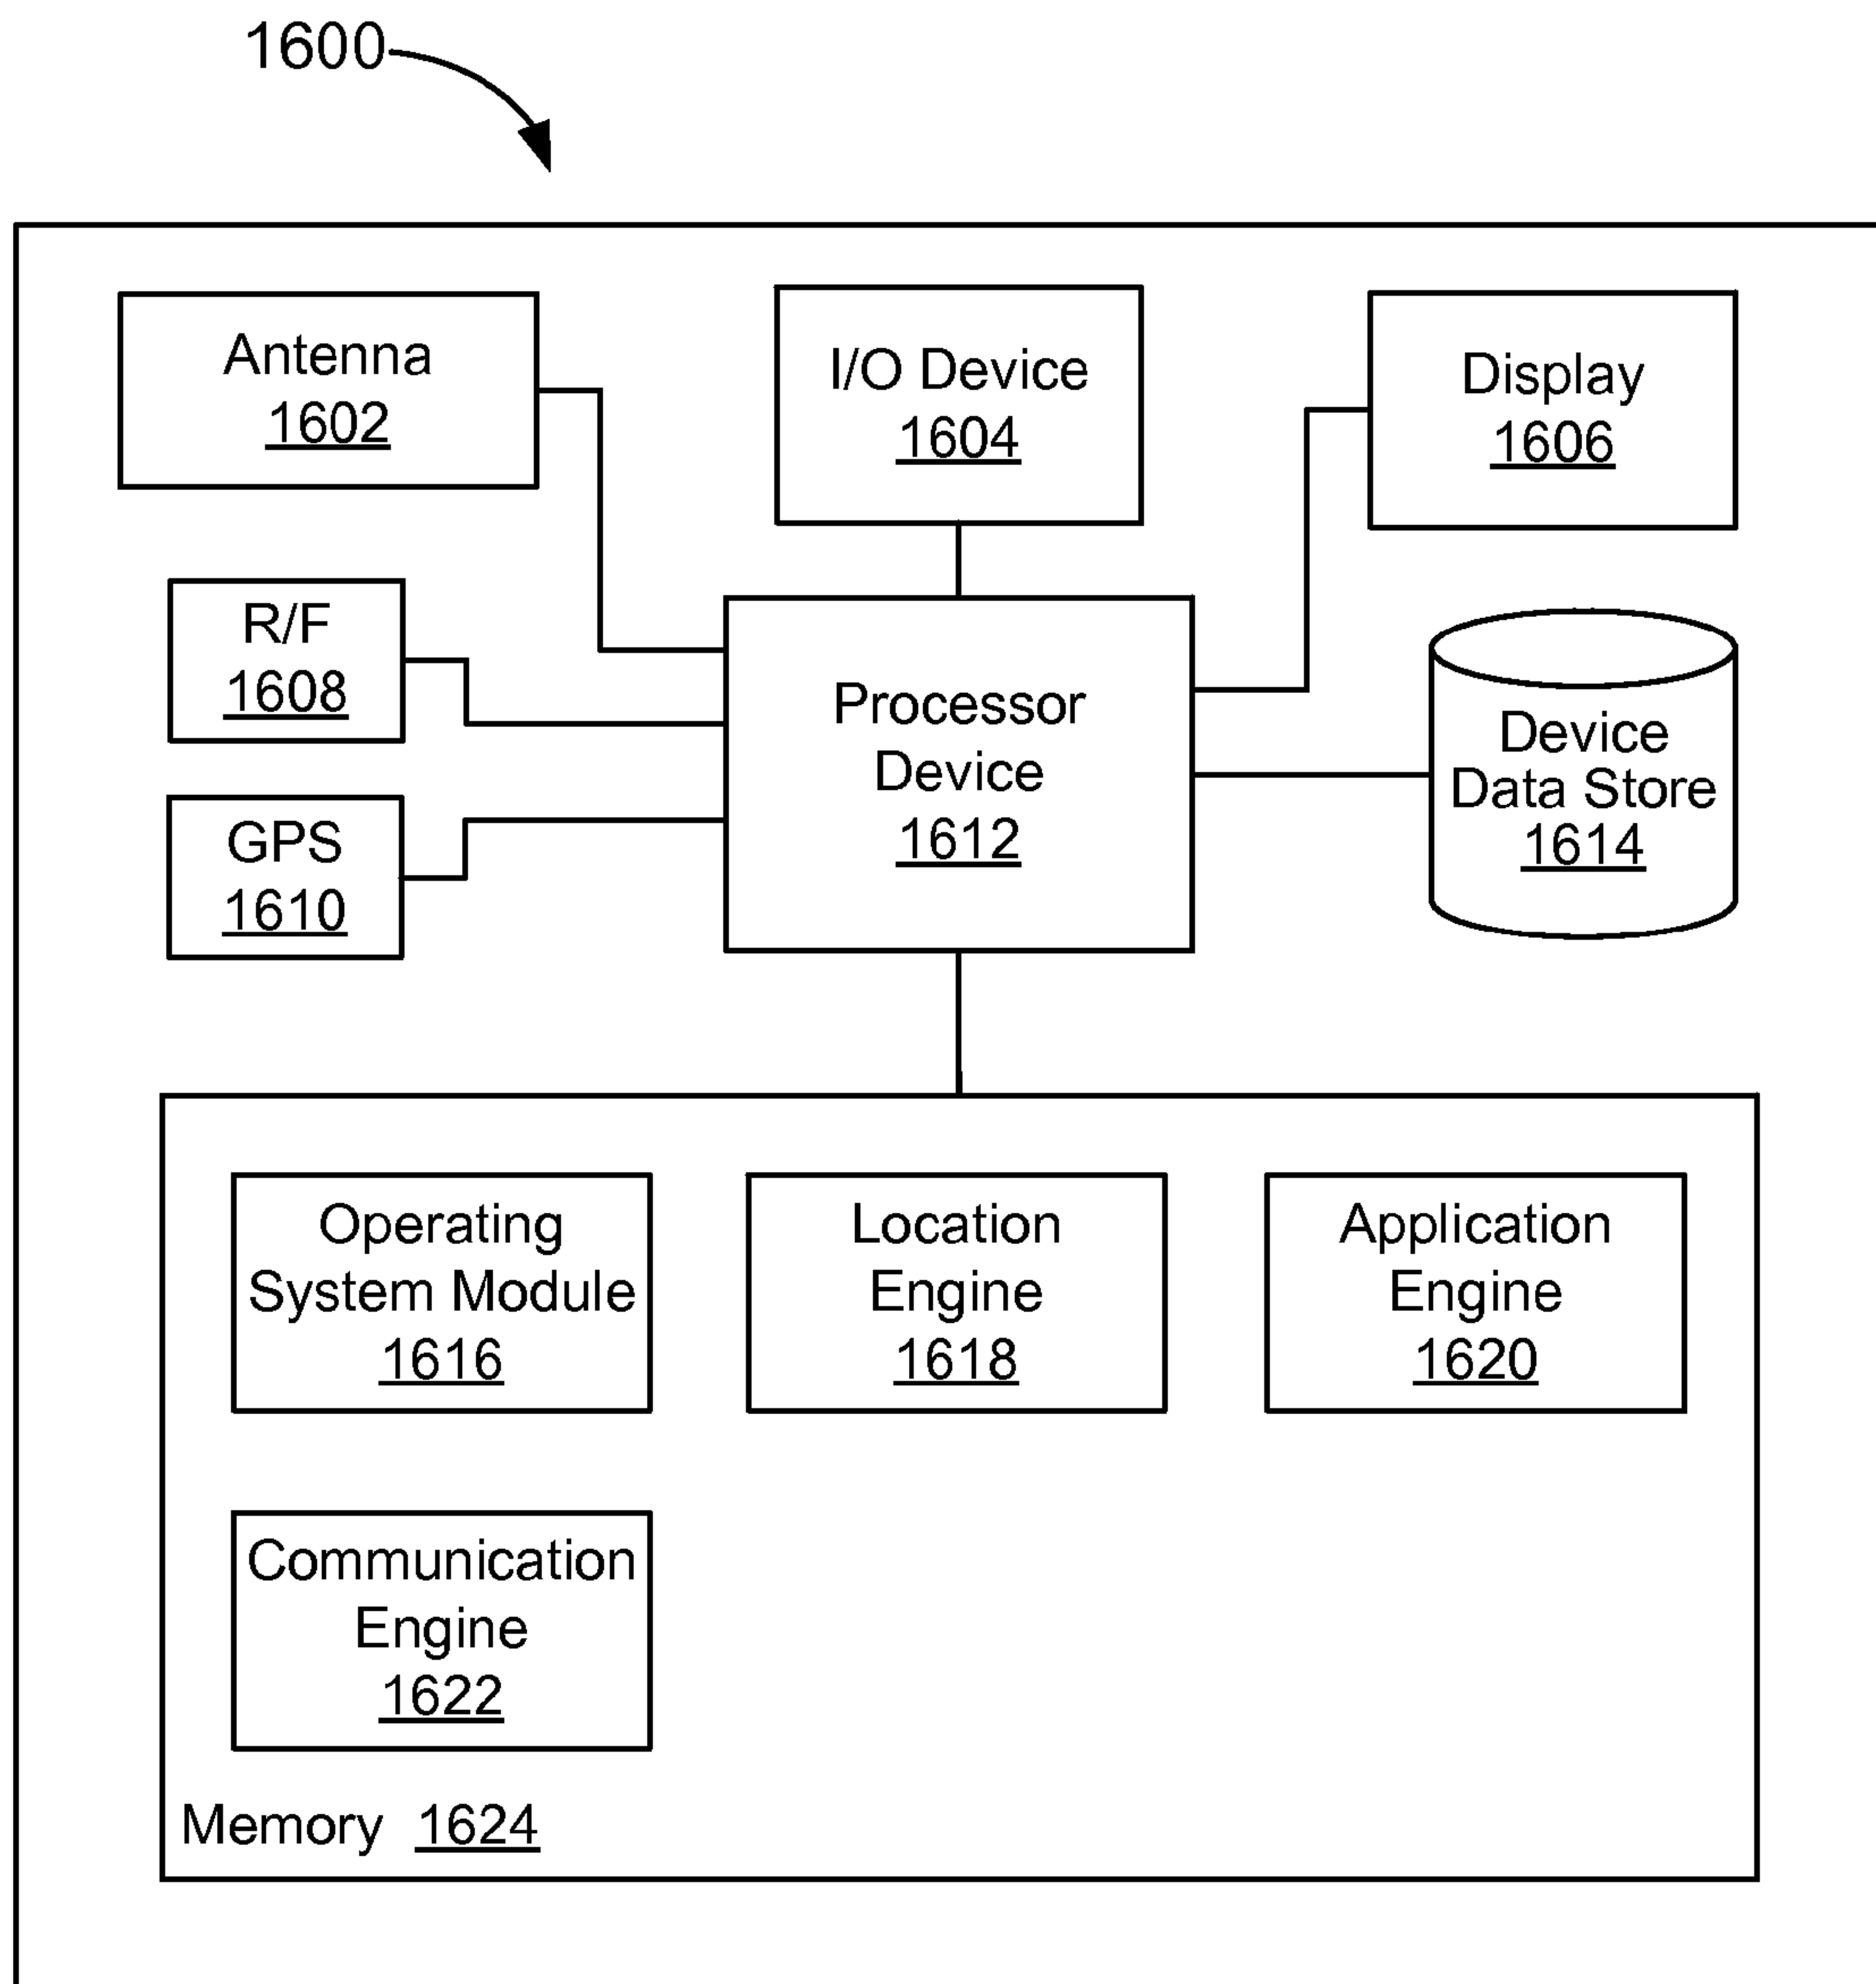 1600
Antenna
1602
I/O Device
1604
Display
1606
R/F
1608
GPS
1610
Processor
Device
1612
Device
Data Store
1614
Operating
System Module
1616
Location
Engine
1618
Application
Engine
1620
Communication
Engine
1622
Memory 1624